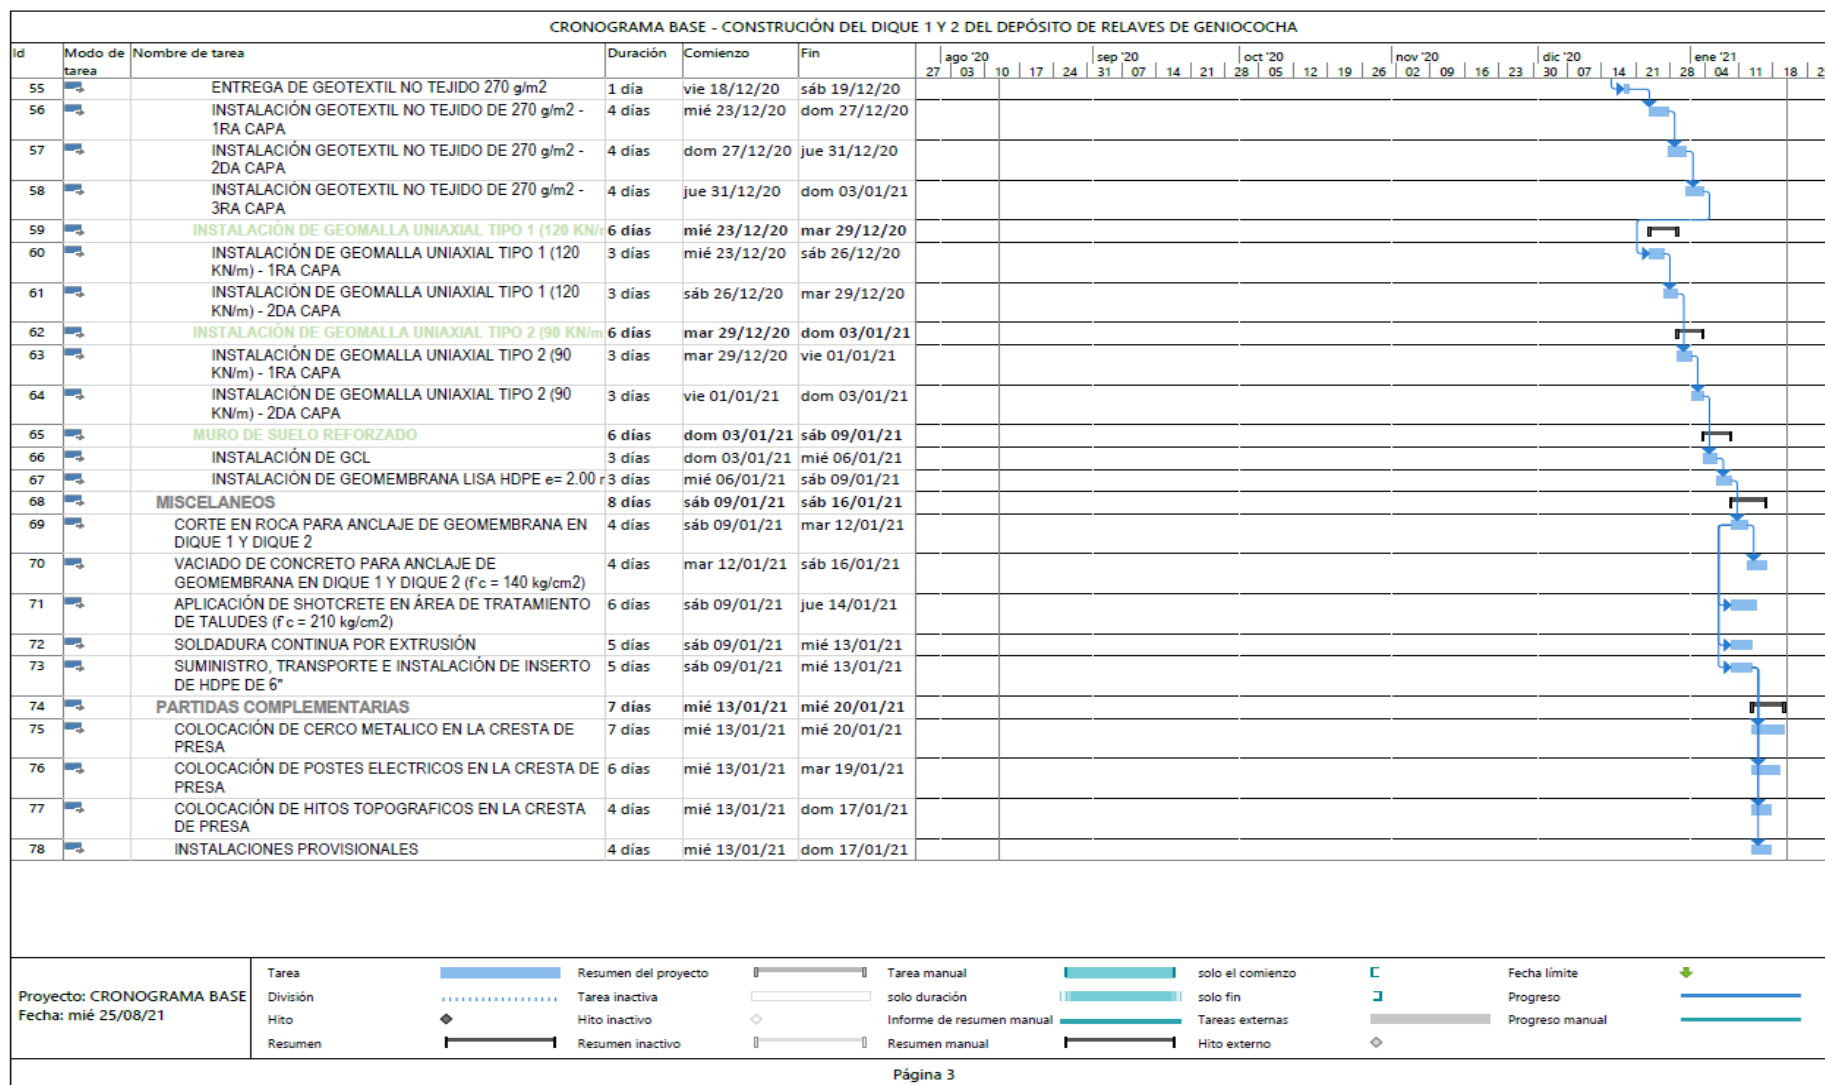 CRONOGRAMA BASE - CONSTRUCIÓN DEL DIQUE 1 Y 2 DEL DEPÓSITO DE RELAVES DE GENIOCOCHA
Id Modo de tarea Nombre de tarea Duración Comienzo Fin
ago '20 sep '20 oct '20 nov '20 dic '20 ene '21
27 03 10 17 24 31 07 14 21 28 05 12 19 26 02 09 16 23 30 07 14 21 28 04 11 18
55 ENTREGA DE GEOTEXTIL NO TEJIDO 270 g/m2 1 día vie 18/12/20 sáb 19/12/20
56 INSTALACIÓN GEOTEXTIL NO TEJIDO DE 270 g/m2 - 4 días mié 23/12/20 dom 27/12/20
1RA CAPA
57 INSTALACIÓN GEOTEXTIL NO TEJIDO DE 270 g/m2 - 4 días dom 27/12/20 jue 31/12/20
2DA CAPA
58 INSTALACIÓN GEOTEXTIL NO TEJIDO DE 270 g/m2 - 4 días jue 31/12/20 dom 03/01/21
3RA CAPA
59 INSTALACIÓN DE GEOMALLA UNIAXIAL TIPO 1 (120 KN/ 6 días mié 23/12/20 mar 29/12/20
60 INSTALACIÓN DE GEOMALLA UNIAXIAL TIPO 1 (120 3 días mié 23/12/20 sáb 26/12/20
KN/m) - 1RA CAPA
61 INSTALACIÓN DE GEOMALLA UNIAXIAL TIPO 1 (120 3 días sáb 26/12/20 mar 29/12/20
KN/m) - 2DA CAPA
62 INSTALACIÓN DE GEOMALLA UNIAXIAL TIPO 2 (90 KN/m 6 días mar 29/12/20 dom 03/01/21
63 INSTALACIÓN DE GEOMALLA UNIAXIAL TIPO 2 (90 3 días mar 29/12/20 vie 01/01/21
KN/m) - 1RA CAPA
64 INSTALACIÓN DE GEOMALLA UNIAXIAL TIPO 2 (90 3 días vie 01/01/21 dom 03/01/21
KN/m) - 2DA CAPA
65 MURO DE SUELO REFORZADO 6 días dom 03/01/21 sáb 09/01/21
66 INSTALACIÓN DE GCL 3 días dom 03/01/21 mié 06/01/21
67 INSTALACIÓN DE GEOMEMBRANA LISA HDPE e= 2.00 3 días mié 06/01/21 sáb 09/01/21
68 MISCELANEOS 8 días sáb 09/01/21 sáb 16/01/21
69 CORTE EN ROCA PARA ANCLAJE DE GEOMEMBRANA EN 4 días sáb 09/01/21 mar 12/01/21
DIQUE 1 Y DIQUE 2
70 VACIADO DE CONCRETO PARA ANCLAJE DE 4 días mar 12/01/21 sáb 16/01/21
GEOMEMBRANA EN DIQUE 1 Y DIQUE 2 (f'c = 140 kg/cm2)
71 APLICACIÓN DE SHOTCRETE EN ÁREA DE TRATAMIENTO 6 días sáb 09/01/21 jue 14/01/21
DE TALUDES (f'c = 210 kg/cm2)
72 SOLDADURA CONTINUA POR EXTRUSIÓN 5 días sáb 09/01/21 mié 13/01/21
73 SUMINISTRO, TRANSPORTE E INSTALACIÓN DE INSERTO 5 días sáb 09/01/21 mié 13/01/21
DE HDPE DE 6"
74 PARTIDAS COMPLEMENTARIAS 7 días mié 13/01/21 mié 20/01/21
75 COLOCACIÓN DE CERCO METALICO EN LA CRESTA DE 7 días mié 13/01/21 mié 20/01/21
PRESA
76 COLOCACIÓN DE POSTES ELECTRICOS EN LA CRESTA DE 6 días mié 13/01/21 mar 19/01/21
PRESA
77 COLOCACIÓN DE HITOS TOPOGRAFICOS EN LA CRESTA 4 días mié 13/01/21 dom 17/01/21
DE PRESA
78 INSTALACIONES PROVISIONALES 4 días mié 13/01/21 dom 17/01/21
Proyecto: CRONOGRAMA BASE
Fecha: mié 25/08/21
Tarea Resumen del proyecto Tarea manual solo el comienzo Fecha límite
División Tarea inactiva solo duración solo fin Progreso
Hito Hito inactivo Informe de resumen manual Tareas externas Progreso manual
Resumen Resumen inactivo Resumen manual Hito externo
Página 3